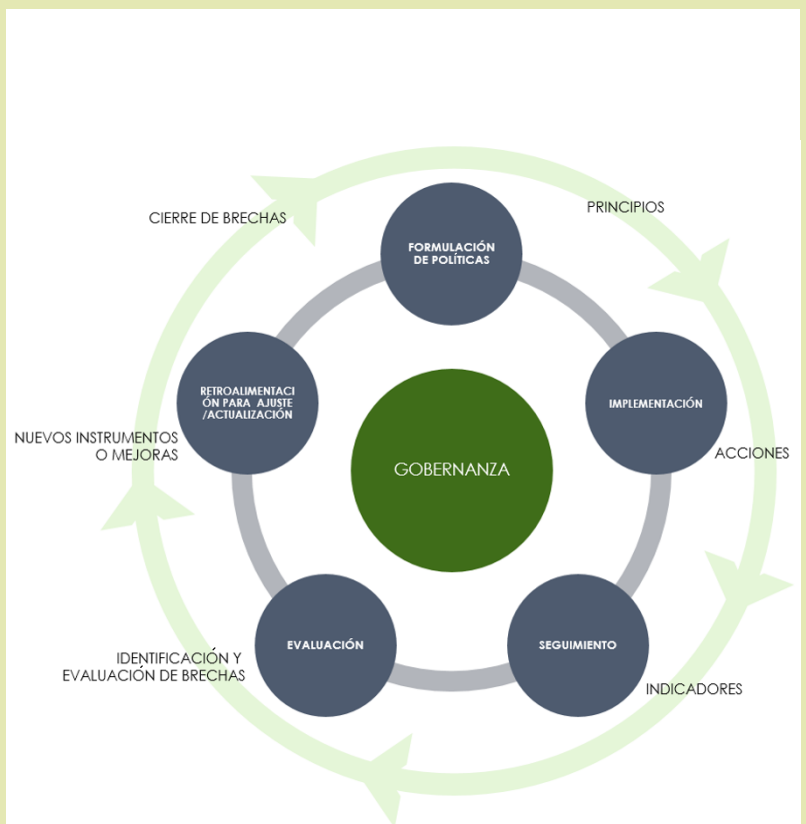 CIERRE DE BRECHAS
PRINCIPIOS
FORMULACIÓN
DE POLÍTICAS
RETROALIMENTACI
ÓN PARA AJUSTE
/ACTUALIZACIÓN
IMPLEMENTACIÓN
NUEVOS INSTRUMENTOS
O MEJORAS
ACCIONES
GOBERNANZA
EVALUACIÓN
SEGUIMIENTO
IDENTIFICACIÓN Y
EVALUACIÓN DE BRECHAS
INDICADORES